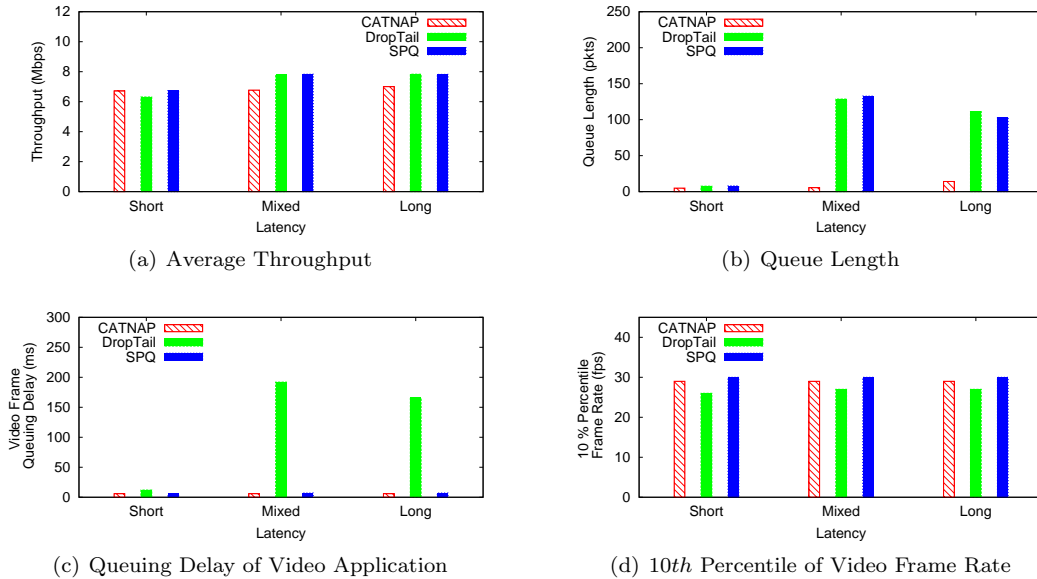 12
10
8
6
4
2
0
Throughput (Mbps)
CATNAP
DropTail
SPQ
Short
Mixed
Long
Latency
(a) Average Throughput
250
200
150
100
50
0
Queue Length (pkts)
CATNAP
DropTail
SPQ
Short
Mixed
Long
Latency
(b) Queue Length
300
250
200
150
100
50
0
Video Frame
Queuing Delay (ms)
CATNAP
DropTail
SPQ
Short
Mixed
Long
Latency
(c) Queuing Delay of Video Application
40
30
20
10
0
10 % Percentile
Frame Rate (fps)
CATNAP
DropTail
SPQ
Short
Mixed
Long
Latency
(d) 10th Percentile of Video Frame Rate